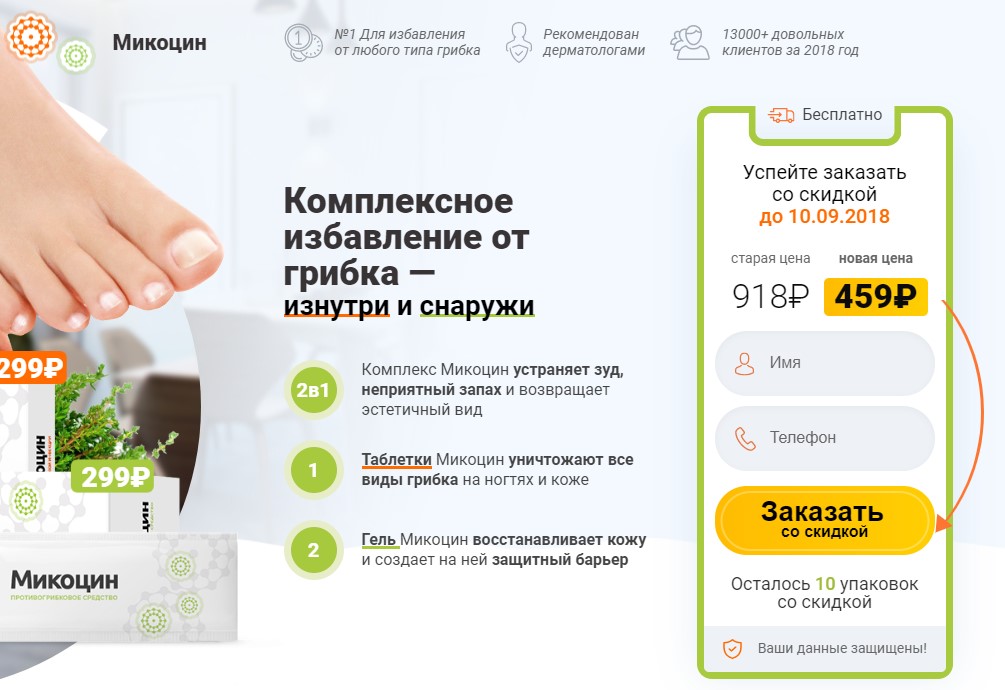 Микоцин
№1 Для избавления
от любого типа грибка
Рекомендован
дерматологами
13000+ довольных
клиентов за 2018 год
Бесплатно
Успейте заказать
со скидкой
до 10.09.2018
старая цена
новая цена
918₽
459₽
Имя
Телефон
Заказать
со скидкой
Осталось 10 упаковок
со скидкой
Ваши данные защищены!
Комплексное
избавление от
грибка —
изнутри и снаружи
2в1
Комплекс Микоцин устраняет зуд,
неприятный запах и возвращает
эстетичный вид
1
Таблетки Микоцин уничтожают все
виды грибка на ногтях и коже
2
Гель Микоцин восстанавливает кожу
и создает на ней защитный барьер
299₽
299₽
Микоцин
ПРОТИВОГРИБКОВОЕ СРЕДСТВО